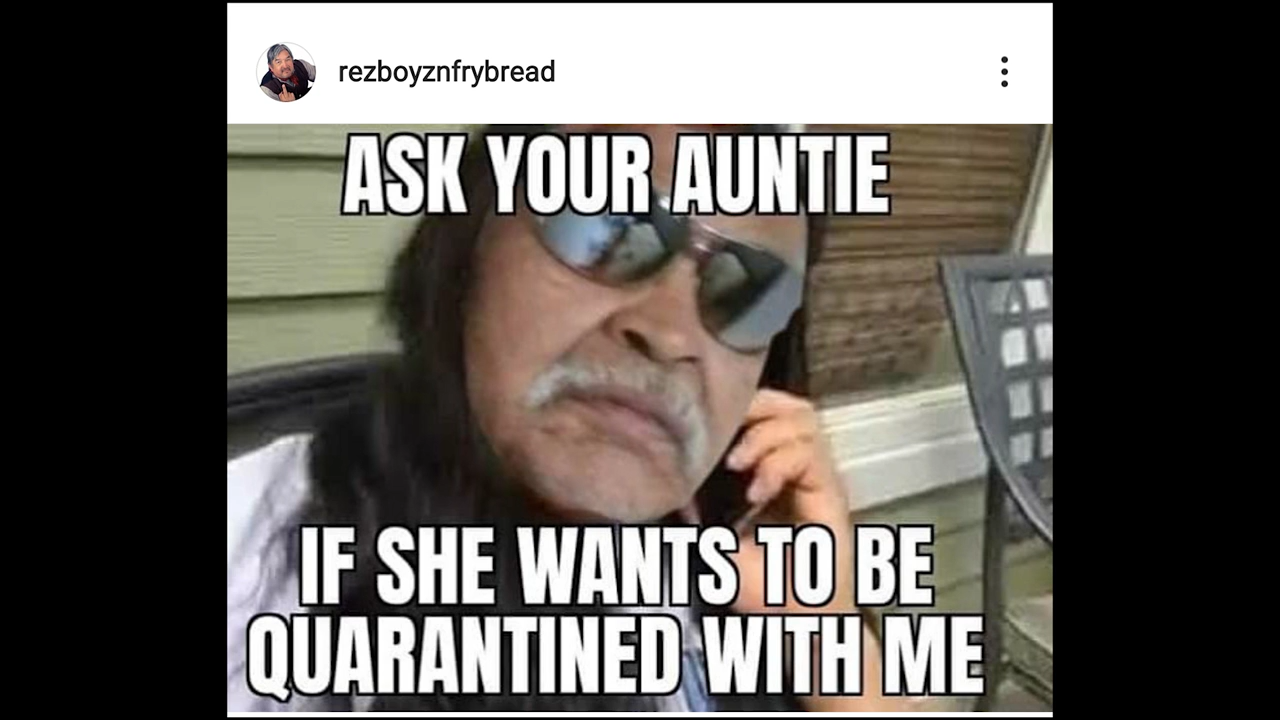 rezboyznfrybread
ASK YOUR AUNTIE
IF SHE WANTS TO BE
QUARANTINED WITH ME